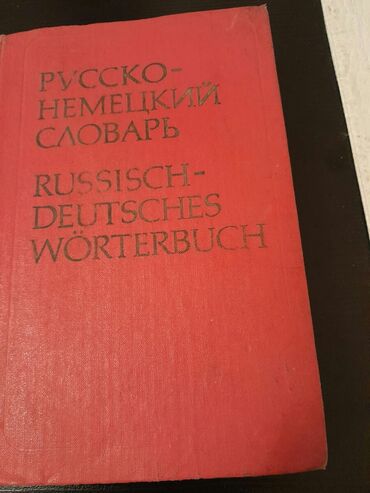 РУССКО-
НЕМЕЦКИЙ
СЛОВАРЬ
RUSSISCH-
DEUTSCHES
WÖRTERBUCH